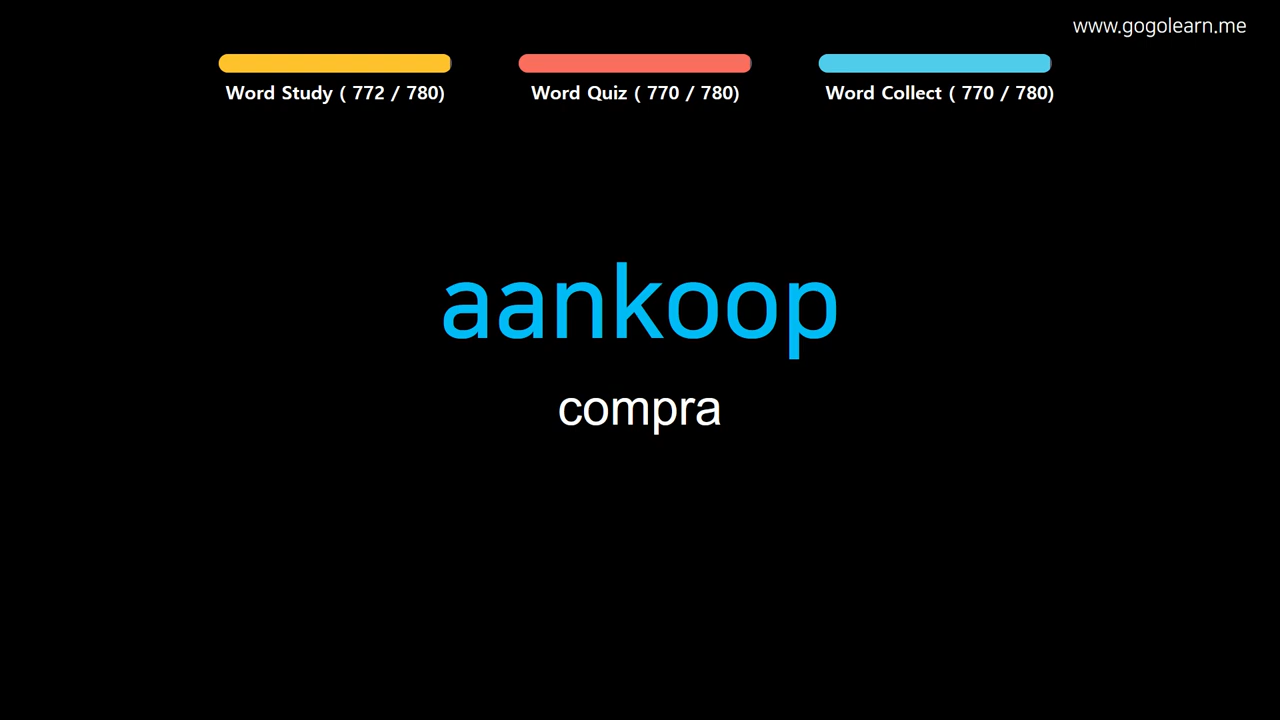 www.gogolearn.me
Word Study ( 772 / 780)
Word Quiz ( 770 / 780)
Word Collect ( 770 / 780)
aankoop
compra